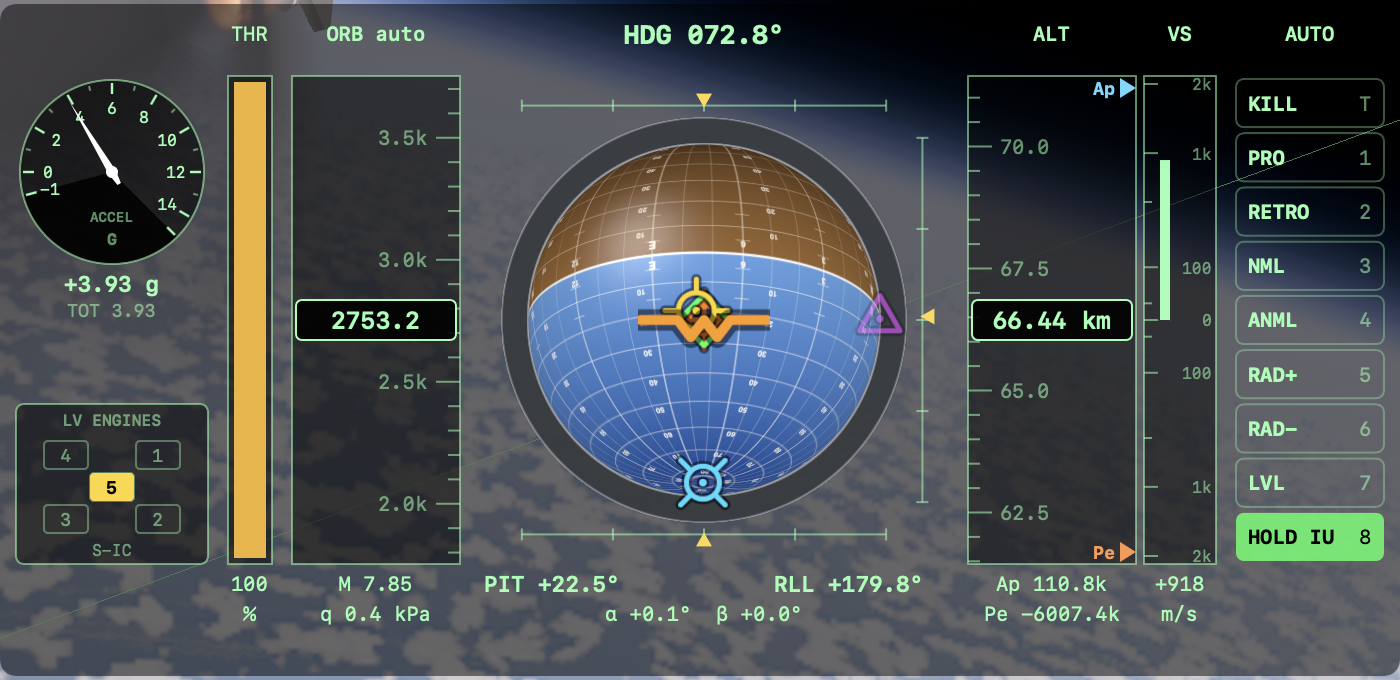 THR ORB auto HDG 072.8° ALT VS AUTO
-1 0 2 4 6 8 10 12 14
ACCEL
G
+3.93 g
TOT 3.93
LV ENGINES
4 1
5
3 2
S-IC
100
%
3.5k
3.0k
2753.2
2.5k
2.0k
M 7.85
q 0.4 kPa
PIT +22.5° RLL +179.8°
α +0.1° β +0.0°
Ap
70.0
67.5
66.44 km
65.0
62.5
Pe
Ap 110.8k
Pe −6007.4k
2k
1k
100
0
100
1k
2k
+918
m/s
KILL T
PRO 1
RETRO 2
NML 3
ANML 4
RAD+ 5
RAD− 6
LVL 7
HOLD IU 8